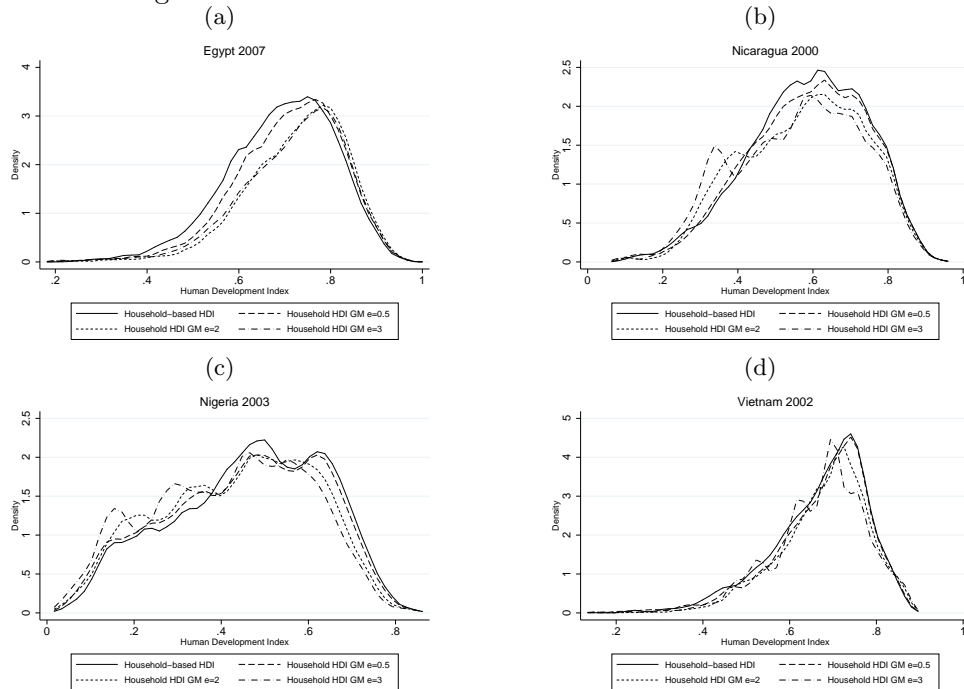 (a)
Egypt 2007
Density
0 1 2 3 4
.2 .4 .6 .8 1
Human Development Index
Household-based HDI Household HDI GM e=0.5
Household HDI GM e=2 Household HDI GM e=3
(b)
Nicaragua 2000
Density
0 .5 1 1.5 2 2.5
0 .2 .4 .6 .8 1
Human Development Index
Household-based HDI Household HDI GM e=0.5
Household HDI GM e=2 Household HDI GM e=3
(c)
Nigeria 2003
Density
0 .5 1 1.5 2 2.5
0 .2 .4 .6 .8
Human Development Index
Household-based HDI Household HDI GM e=0.5
Household HDI GM e=2 Household HDI GM e=3
(d)
Vietnam 2002
Density
0 1 2 3 4 5
.2 .4 .6 .8 1
Human Development Index
Household-based HDI Household HDI GM e=0.5
Household HDI GM e=2 Household HDI GM e=3